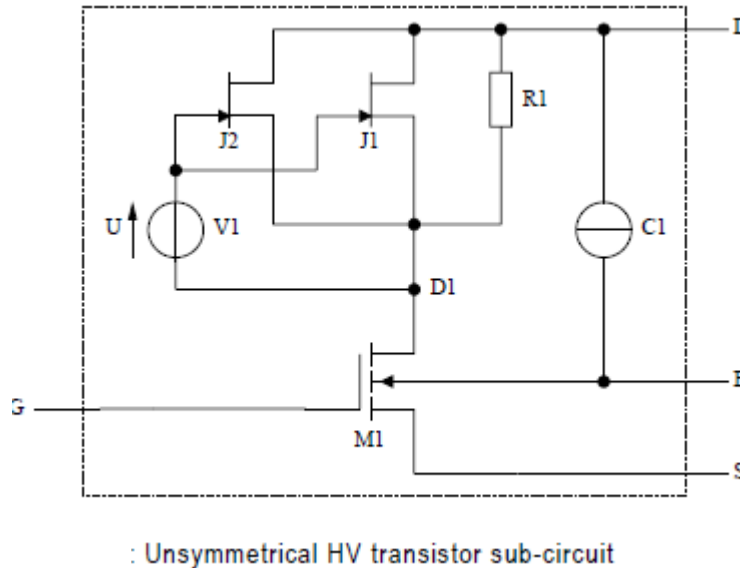 D
R1
J2
J1
U
V1
C1
D1
G
M1
S
: Unsymmetrical HV transistor sub-circuit